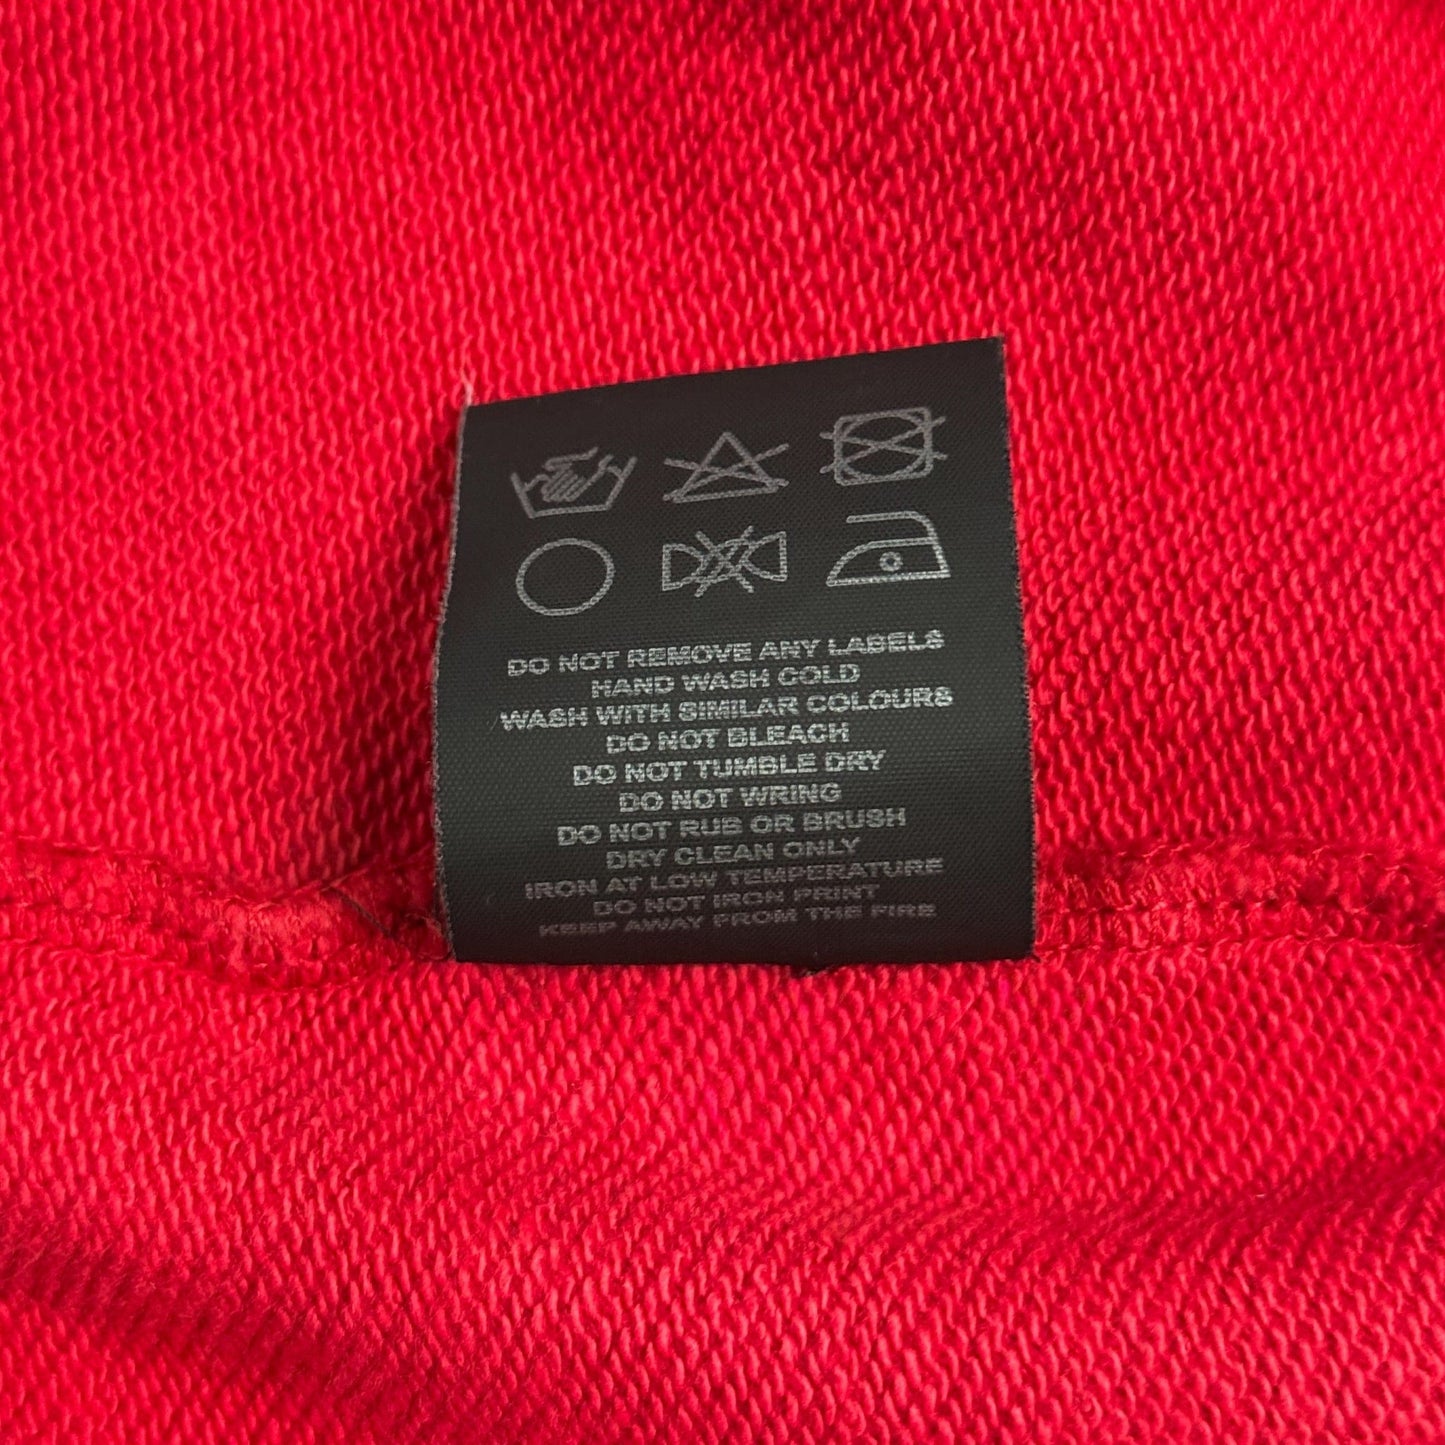 DO NOT REMOVE ANY LABELS
HAND WASH COLD
WASH WITH SIMILAR COLOURS
DO NOT BLEACH
DO NOT TUMBLE DRY
DO NOT WRING
DO NOT RUB OR BRUSH
DRY CLEAN ONLY
IRON AT LOW TEMPERATURE
DO NOT IRON PRINT
KEEP AWAY FROM THE FIRE